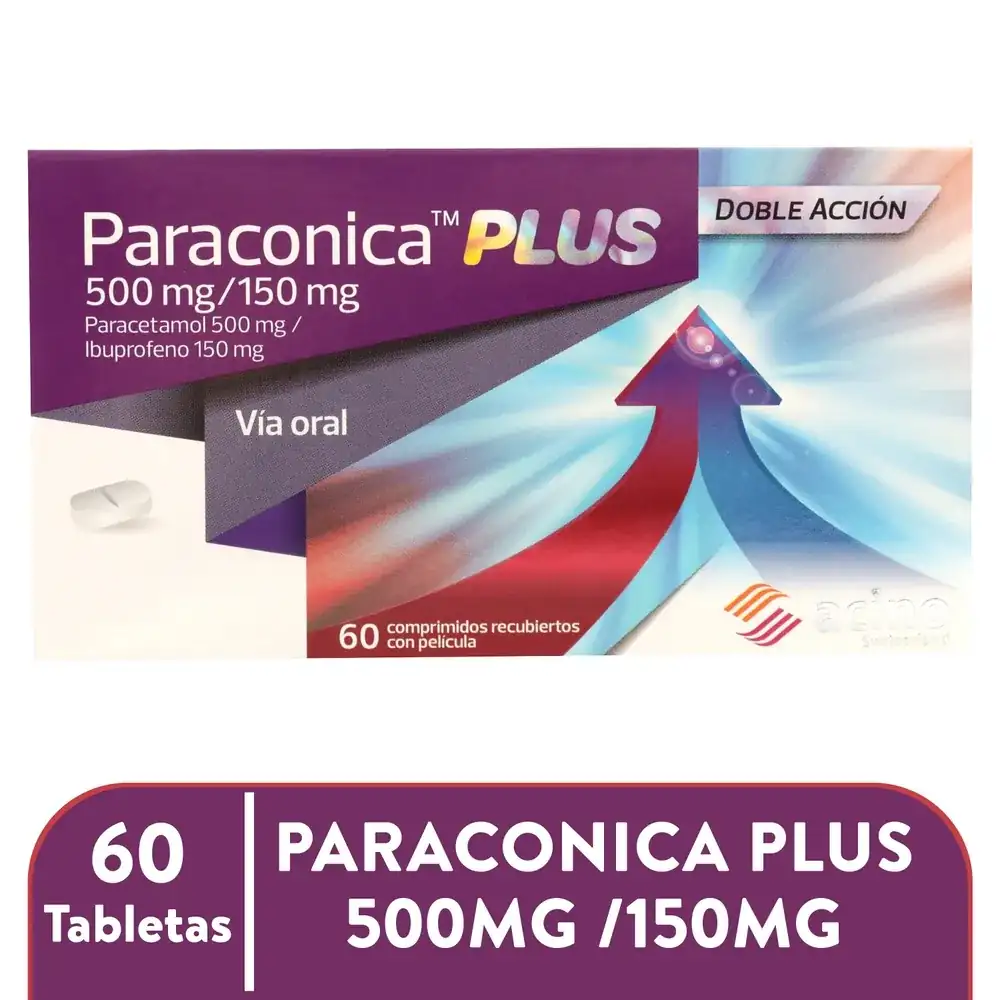 Paraconica™ PLUS
DOBLE ACCIÓN
500 mg/150 mg
Paracetamol 500 mg /
Ibuprofeno 150 mg
Vía oral
60 comprimidos recubiertos
con película
acino
60
Tabletas
PARACONICA PLUS
500MG /150MG